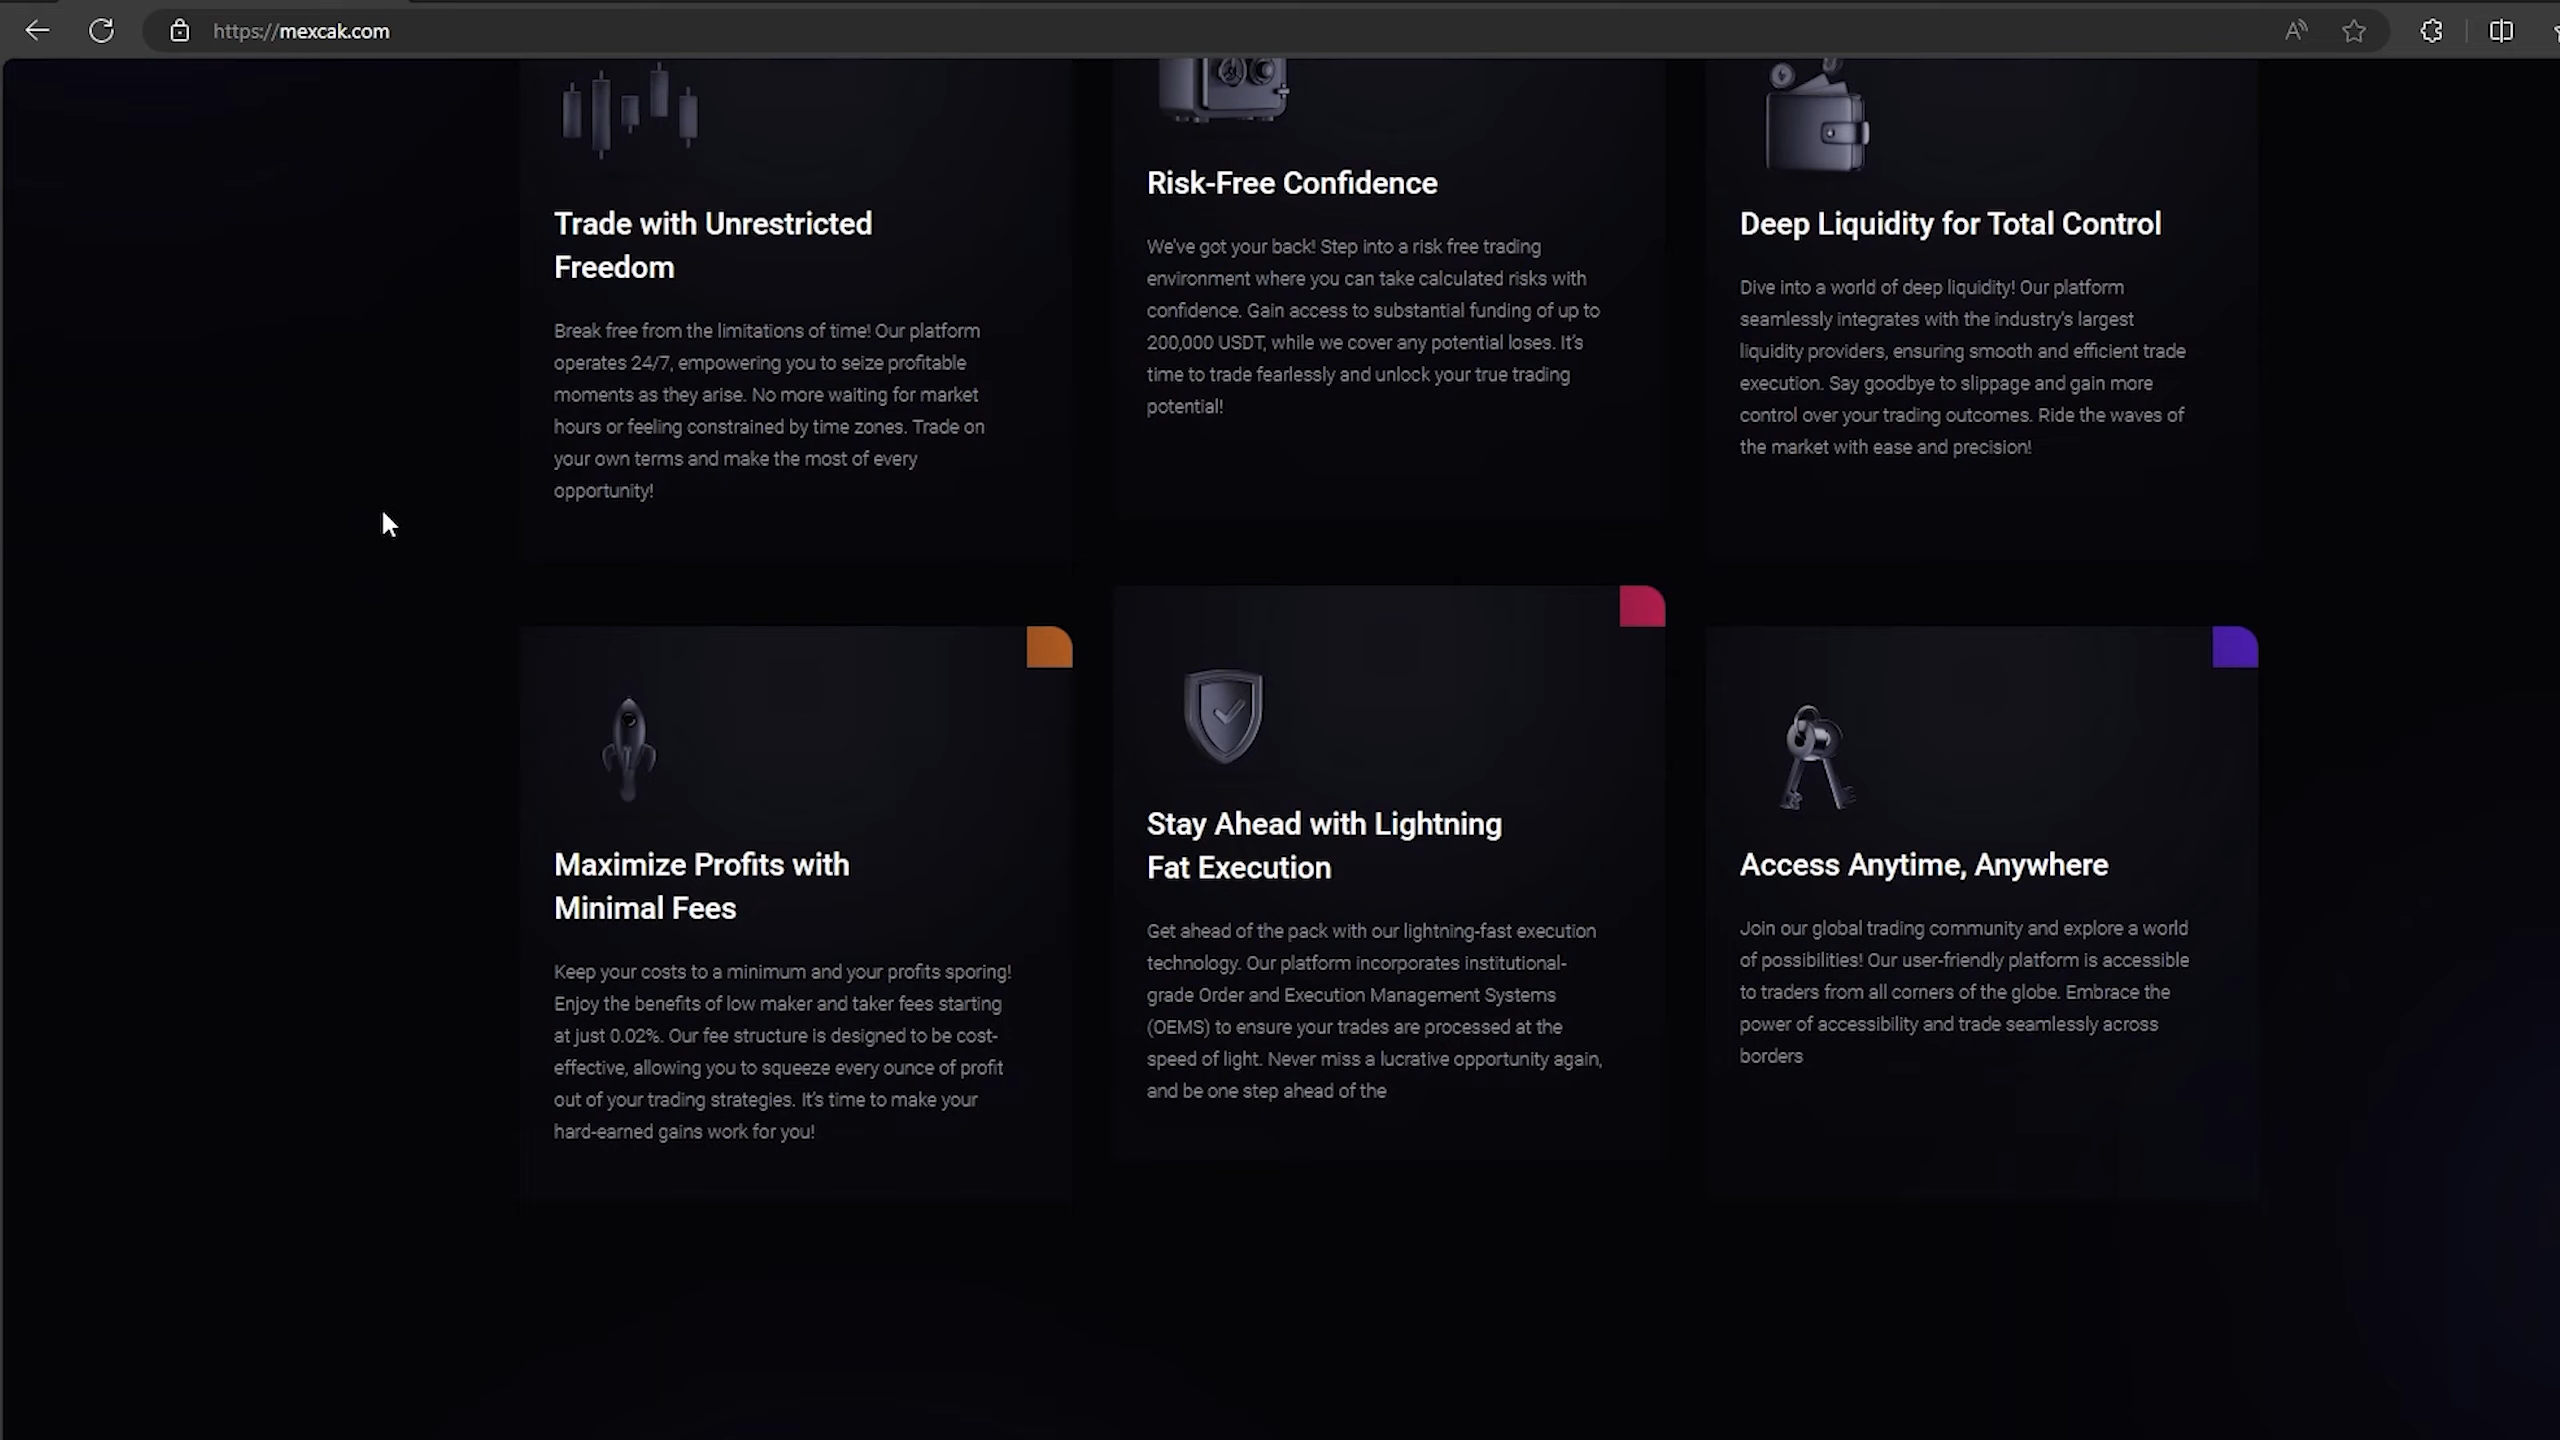 https://mexcak.com
Trade with Unrestricted
Freedom
Break free from the limitations of time! Our platform
operates 24/7, empowering you to seize profitable
moments as they arise. No more waiting for market
hours or feeling constrained by time zones. Trade on
your own terms and make the most of every
opportunity!
Risk-Free Confidence
We've got your back! Step into a risk free trading
environment where you can take calculated risks with
confidence. Gain access to substantial funding of up to
200,000 USDT, while we cover any potential loses. It's
time to trade fearlessly and unlock your true trading
potential!
Deep Liquidity for Total Control
Dive into a world of deep liquidity! Our platform
seamlessly integrates with the industry's largest
liquidity providers, ensuring smooth and efficient trade
execution. Say goodbye to slippage and gain more
control over your trading outcomes. Ride the waves of
the market with ease and precision!
Maximize Profits with
Minimal Fees
Keep your costs to a minimum and your profits sporing!
Enjoy the benefits of low maker and taker fees starting
at just 0.02%. Our fee structure is designed to be cost-
effective, allowing you to squeeze every ounce of profit
out of your trading strategies. It's time to make your
hard-earned gains work for you!
Stay Ahead with Lightning
Fat Execution
Get ahead of the pack with our lightning-fast execution
technology. Our platform incorporates institutional-
grade Order and Execution Management Systems
(OEMS) to ensure your trades are processed at the
speed of light. Never miss a lucrative opportunity again,
and be one step ahead of the
Access Anytime, Anywhere
Join our global trading community and explore a world
of possibilities! Our user-friendly platform is accessible
to traders from all corners of the globe. Embrace the
power of accessibility and trade seamlessly across
borders